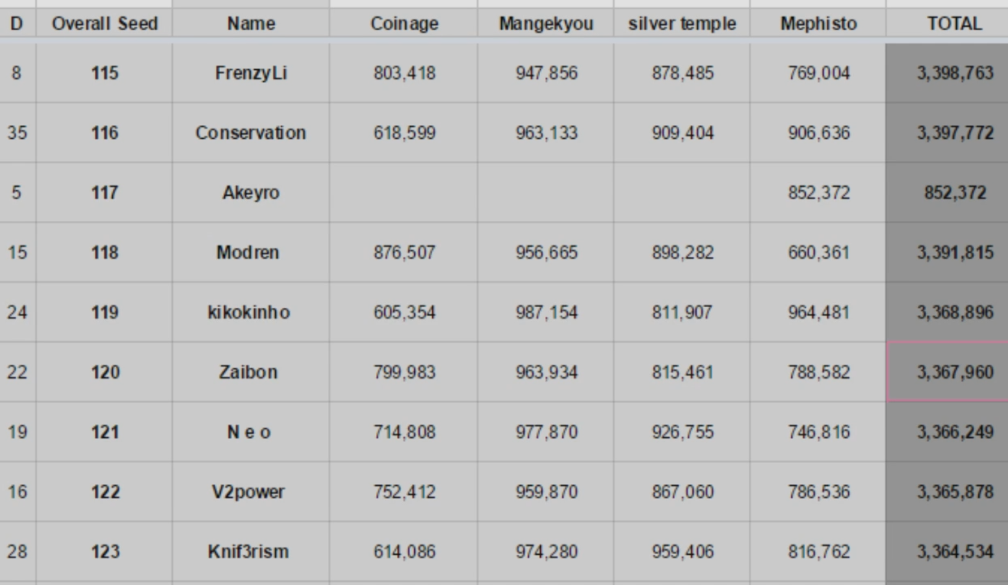 D Overall Seed Name Coinage Mangekyou silver temple Mephisto TOTAL
8 115 FrenzyLi 803,418 947,856 878,485 769,004 3,398,763
35 116 Conservation 618,599 963,133 909,404 906,636 3,397,772
5 117 Akeyro 852,372 852,372
15 118 Modren 876,507 956,665 898,282 660,361 3,391,815
24 119 kikokinho 605,354 987,154 811,907 964,481 3,368,896
22 120 Zaibon 799,983 963,934 815,461 788,582 3,367,960
19 121 N e o 714,808 977,870 926,755 746,816 3,366,249
16 122 V2power 752,412 959,870 867,060 786,536 3,365,878
28 123 Knif3rism 614,086 974,280 959,406 816,762 3,364,534